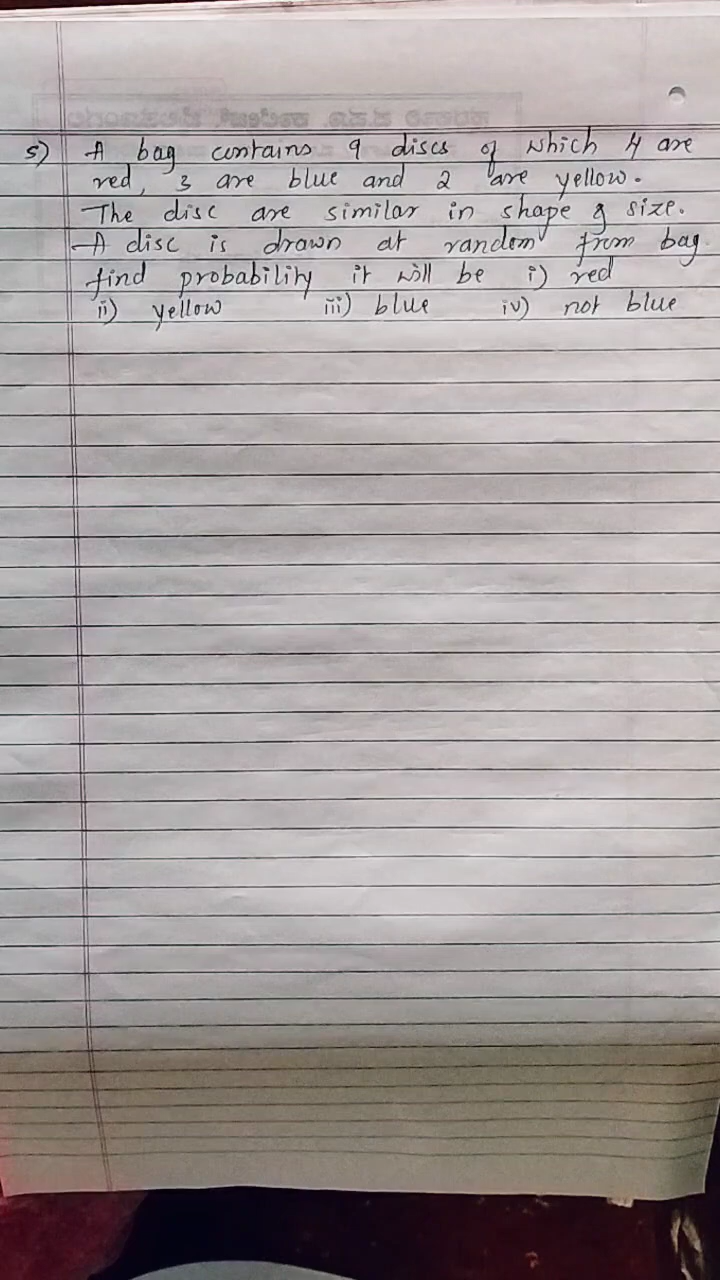 5) A bag contains 9 discs of which 4 are
red, 3 are blue and 2 are yellow.
The disc are similar in shape & size.
A disc is drawn at random from bag
find probability it will be i) red
ii) yellow iii) blue iv) not blue